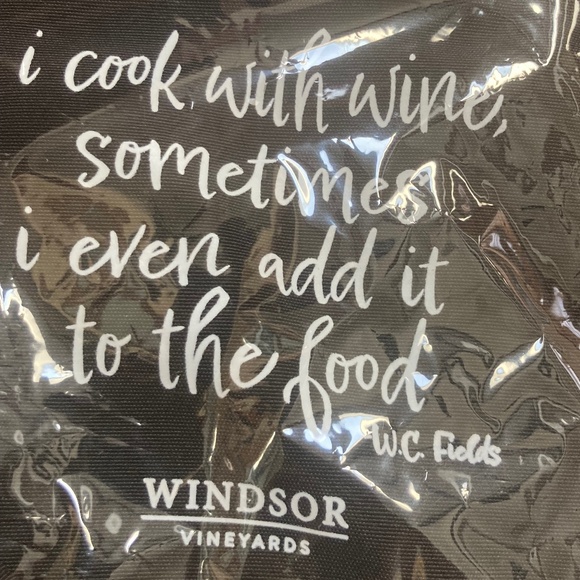 i cook with wine,
sometimes
i even add it
to the food
W.C. Fields
WINDSOR
VINEYARDS